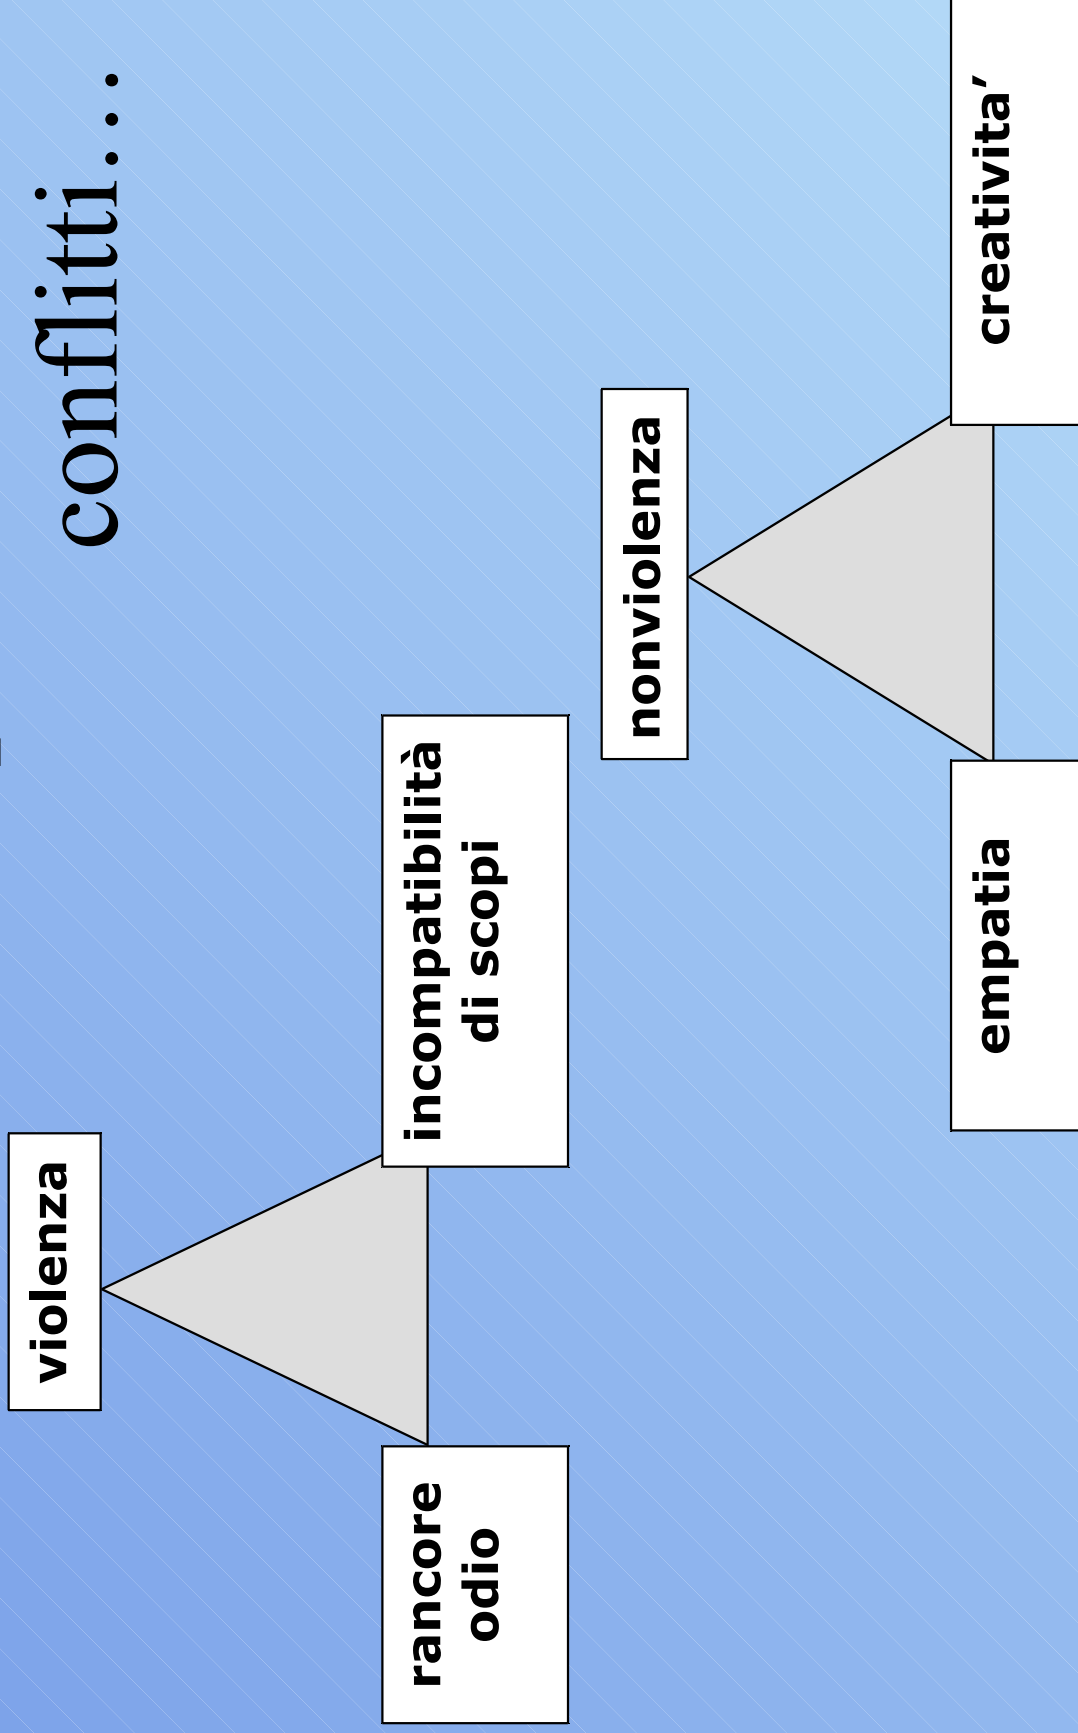 conflitti…
violenza
incompatibilità
di scopi
rancore
odio
nonviolenza
creativita’
empatia